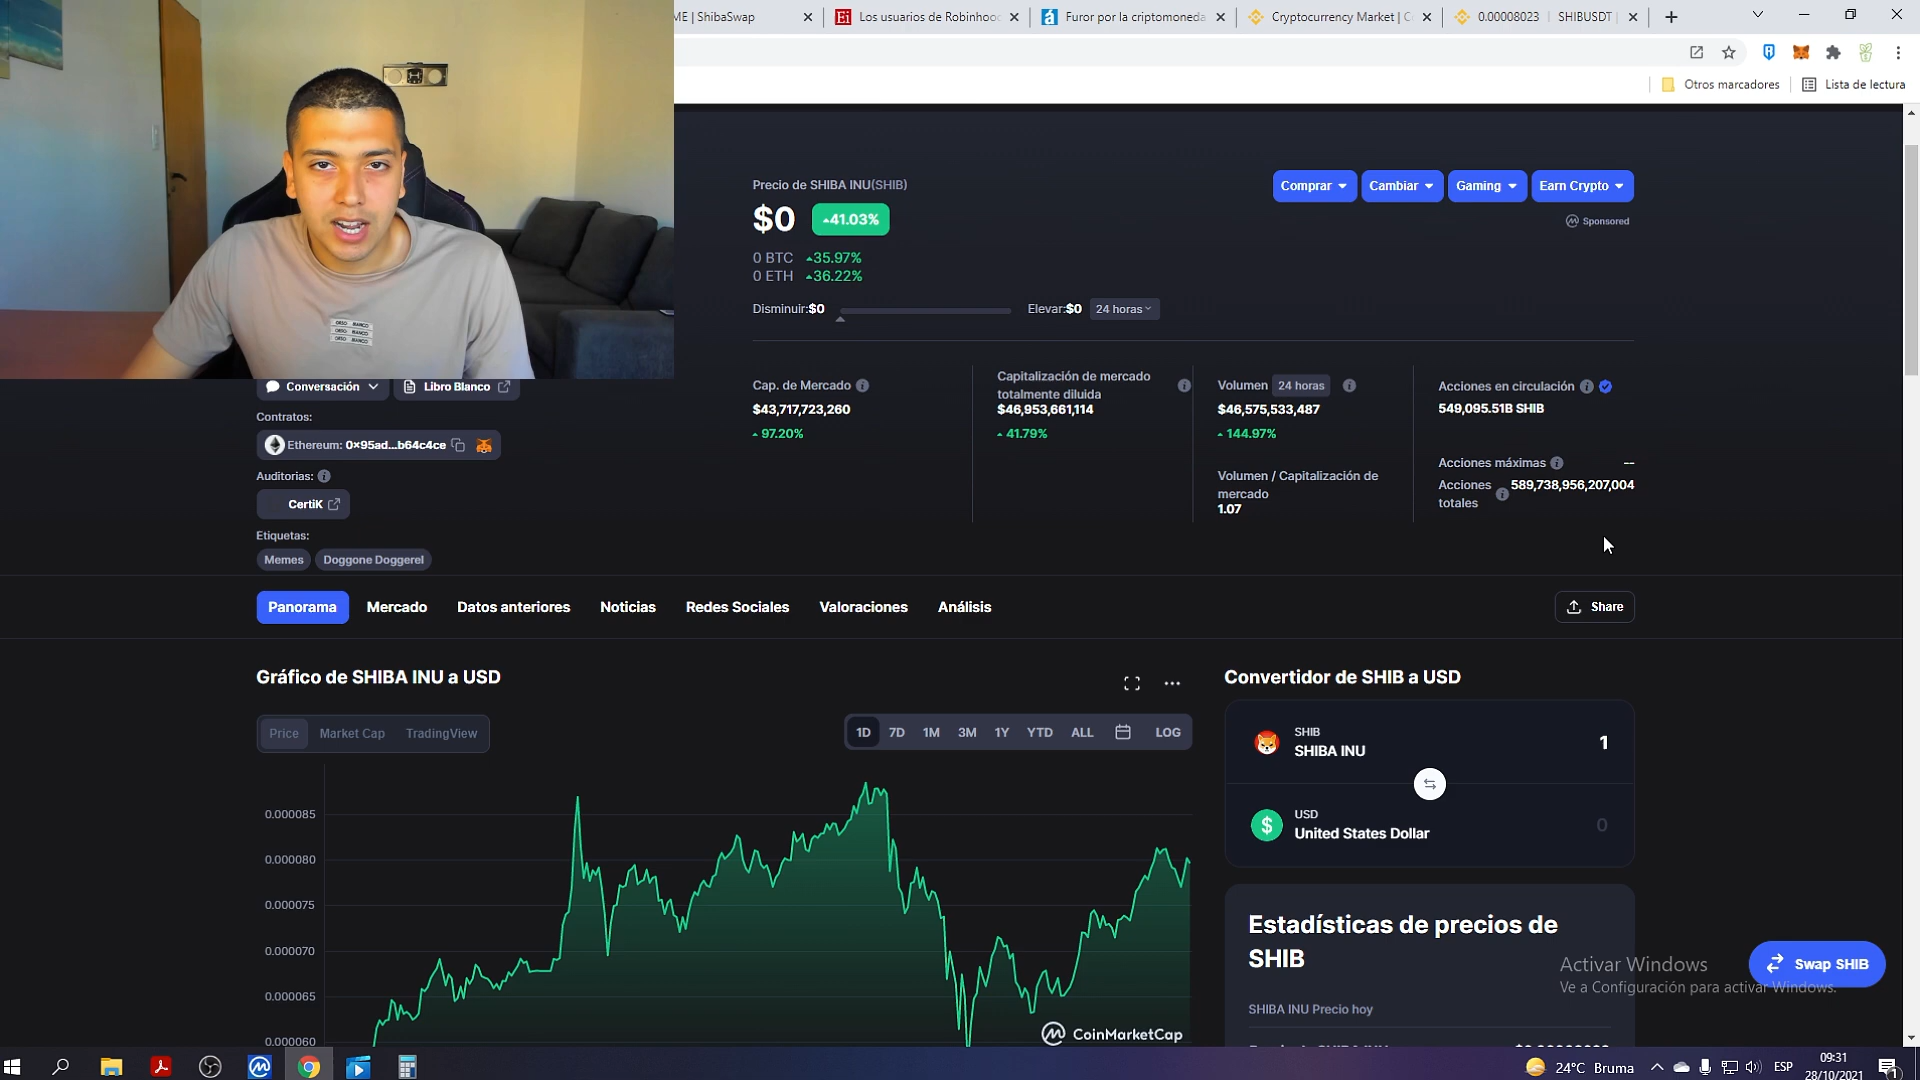 ME | ShibaSwap
Los usuarios de Robinhood
Furor por la criptomoneda
Cryptocurrency Market | C
0.00008023 | SHIBUSDT |
Otros marcadores
Lista de lectura
Precio de SHIBA INU(SHIB)
Comprar
Cambiar
Gaming
Earn Crypto
$0
41.03%
Sponsored
0 BTC 35.97%
0 ETH 36.22%
Disminuir:$0
Elevar:$0
24 horas
ORSO BIANCO
ORSO BIANCO
ORSO BIANCO
Conversación
Libro Blanco
Contratos:
Ethereum: 0x95ad...b64c4ce
Auditorias:
CertiK
Etiquetas:
Memes
Doggone Doggerel
Cap. de Mercado
$43,717,723,260
97.20%
Capitalización de mercado
totalmente diluida
$46,953,661,114
41.79%
Volumen 24 horas
$46,575,533,487
144.97%
Volumen / Capitalización de
mercado
1.07
Acciones en circulación
549,095.51B SHIB
Acciones máximas --
Acciones
totales
589,738,956,207,004
Panorama
Mercado
Datos anteriores
Noticias
Redes Sociales
Valoraciones
Análisis
Share
Gráfico de SHIBA INU a USD
Price
Market Cap
TradingView
1D
7D
1M
3M
1Y
YTD
ALL
LOG
0.000085
0.000080
0.000075
0.000070
0.000065
0.000060
CoinMarketCap
Convertidor de SHIB a USD
SHIB
SHIBA INU
1
USD
United States Dollar
0
Estadísticas de precios de
SHIB
SHIBA INU Precio hoy
Activar Windows
Ve a Configuración para activar Windows.
Swap SHIB
24°C Bruma
ESP
09:31
28/10/2021
1